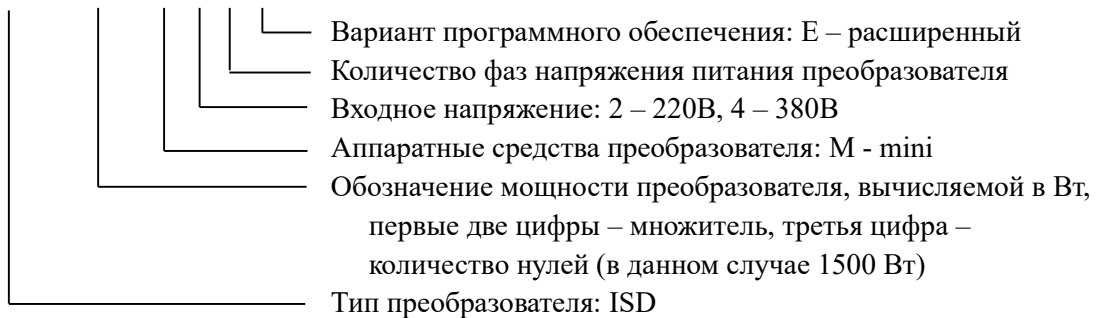 Вариант программного обеспечения: E – расширенный
Количество фаз напряжения питания преобразователя
Входное напряжение: 2 – 220В, 4 – 380В
Аппаратные средства преобразователя: M - mini
Обозначение мощности преобразователя, вычисляемой в Вт,
первые две цифры – множитель, третья цифра –
количество нулей (в данном случае 1500 Вт)
Тип преобразователя: ISD